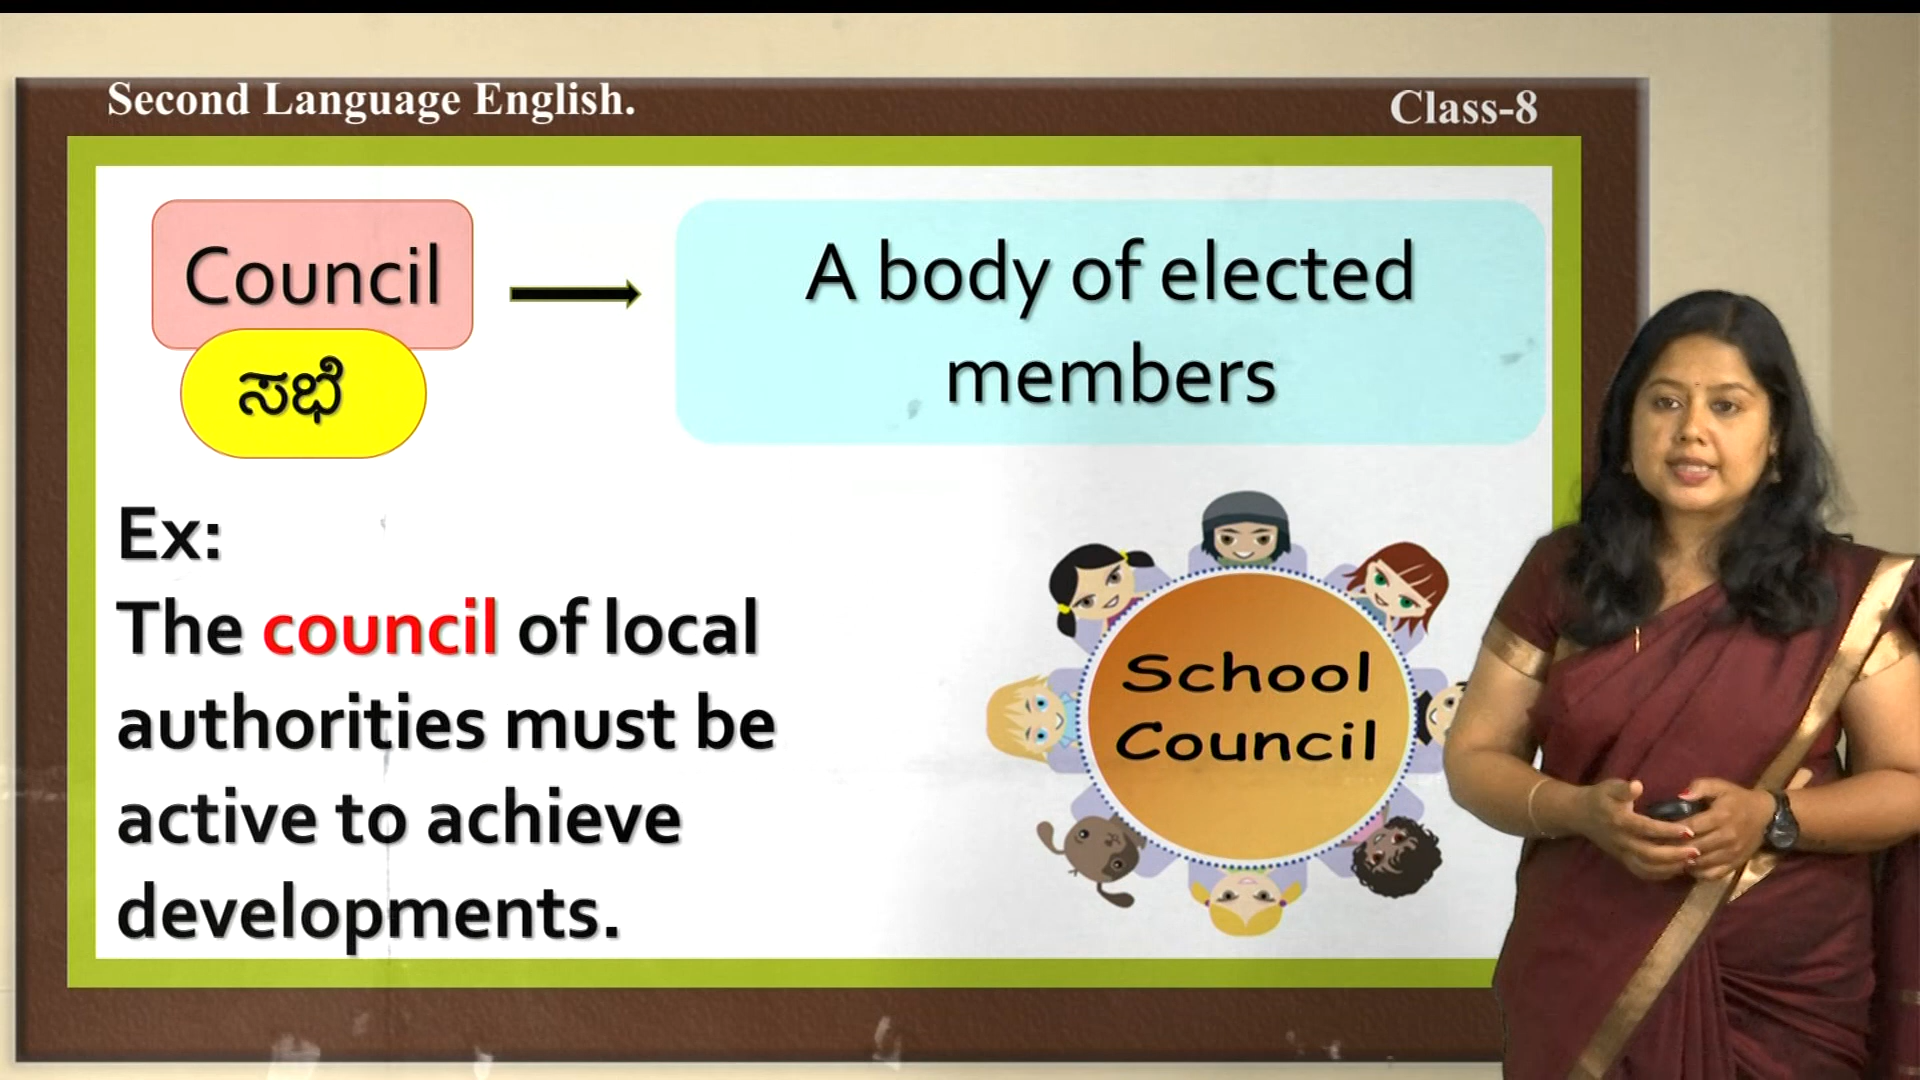 Second Language English.
Class-8
Council
ಸಭೆ
A body of elected
members
Ex:
The council of local
authorities must be
active to achieve
developments.
School
Council